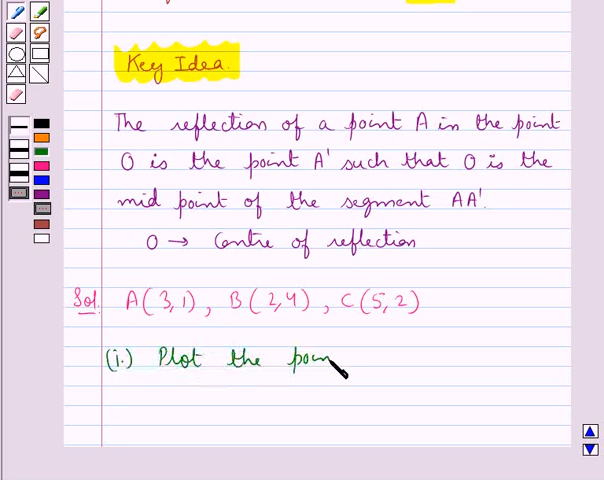 Key Idea.
The reflection of a point A in the point
O is the point A' such that O is the
mid point of the segment AA'.
O → Centre of reflection
Sol. A(3,1), B(2,4), C(5,2)
(i.) Plot the poin